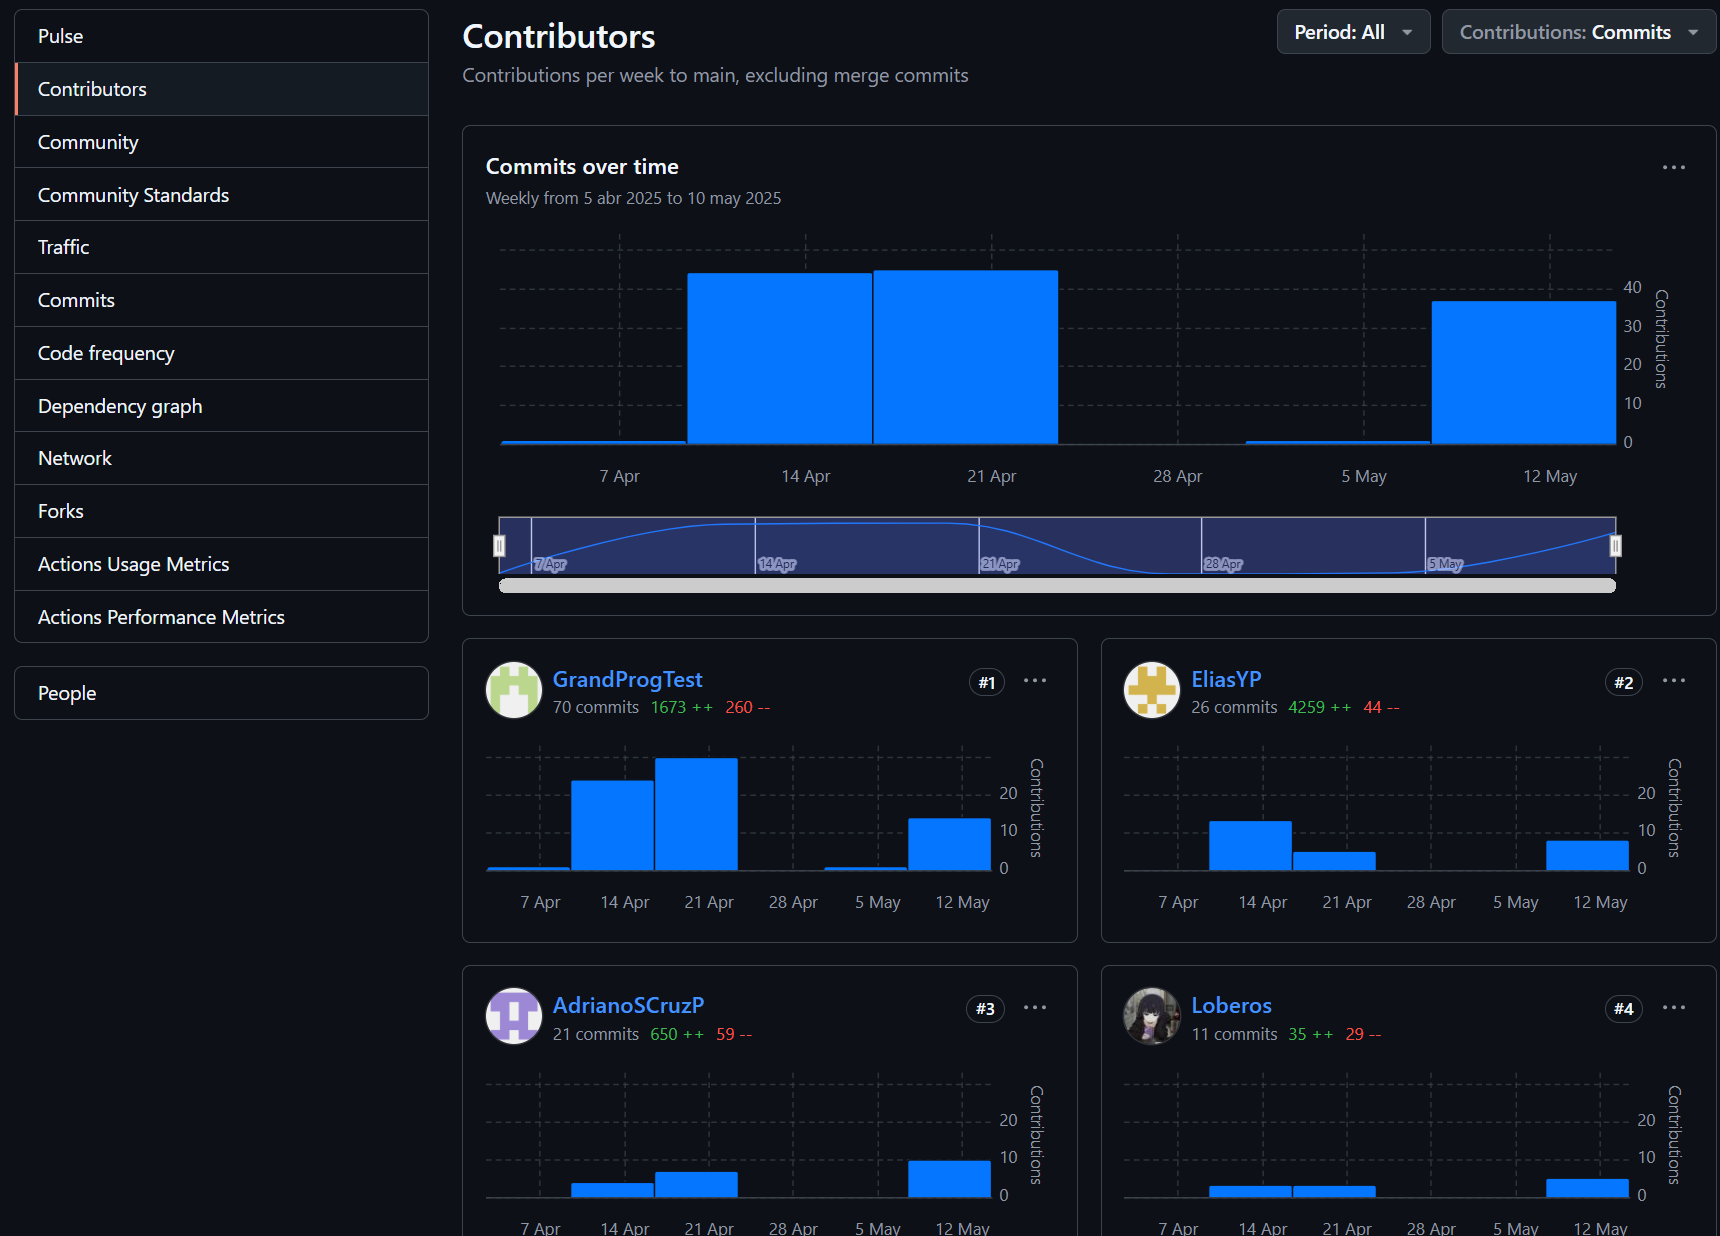 Pulse
Contributors
Community
Community Standards
Traffic
Commits
Code frequency
Dependency graph
Network
Forks
Actions Usage Metrics
Actions Performance Metrics
People
Contributors
Contributions per week to main, excluding merge commits
Period: All
Contributions: Commits
Commits over time
Weekly from 5 abr 2025 to 10 may 2025
40
30
20
10
0
Contributions
7 Apr 14 Apr 21 Apr 28 Apr 5 May 12 May
7 Apr 14 Apr 21 Apr 28 Apr 5 May
GrandProgTest
#1
70 commits 1673 ++ 260 --
20
10
0
Contributions
7 Apr 14 Apr 21 Apr 28 Apr 5 May 12 May
EliasYP
#2
26 commits 4259 ++ 44 --
20
10
0
Contributions
7 Apr 14 Apr 21 Apr 28 Apr 5 May 12 May
AdrianoSCruzP
#3
21 commits 650 ++ 59 --
20
10
0
Contributions
7 Apr 14 Apr 21 Apr 28 Apr 5 May 12 May
Loberos
#4
11 commits 35 ++ 29 --
20
10
0
Contributions
7 Apr 14 Apr 21 Apr 28 Apr 5 May 12 May